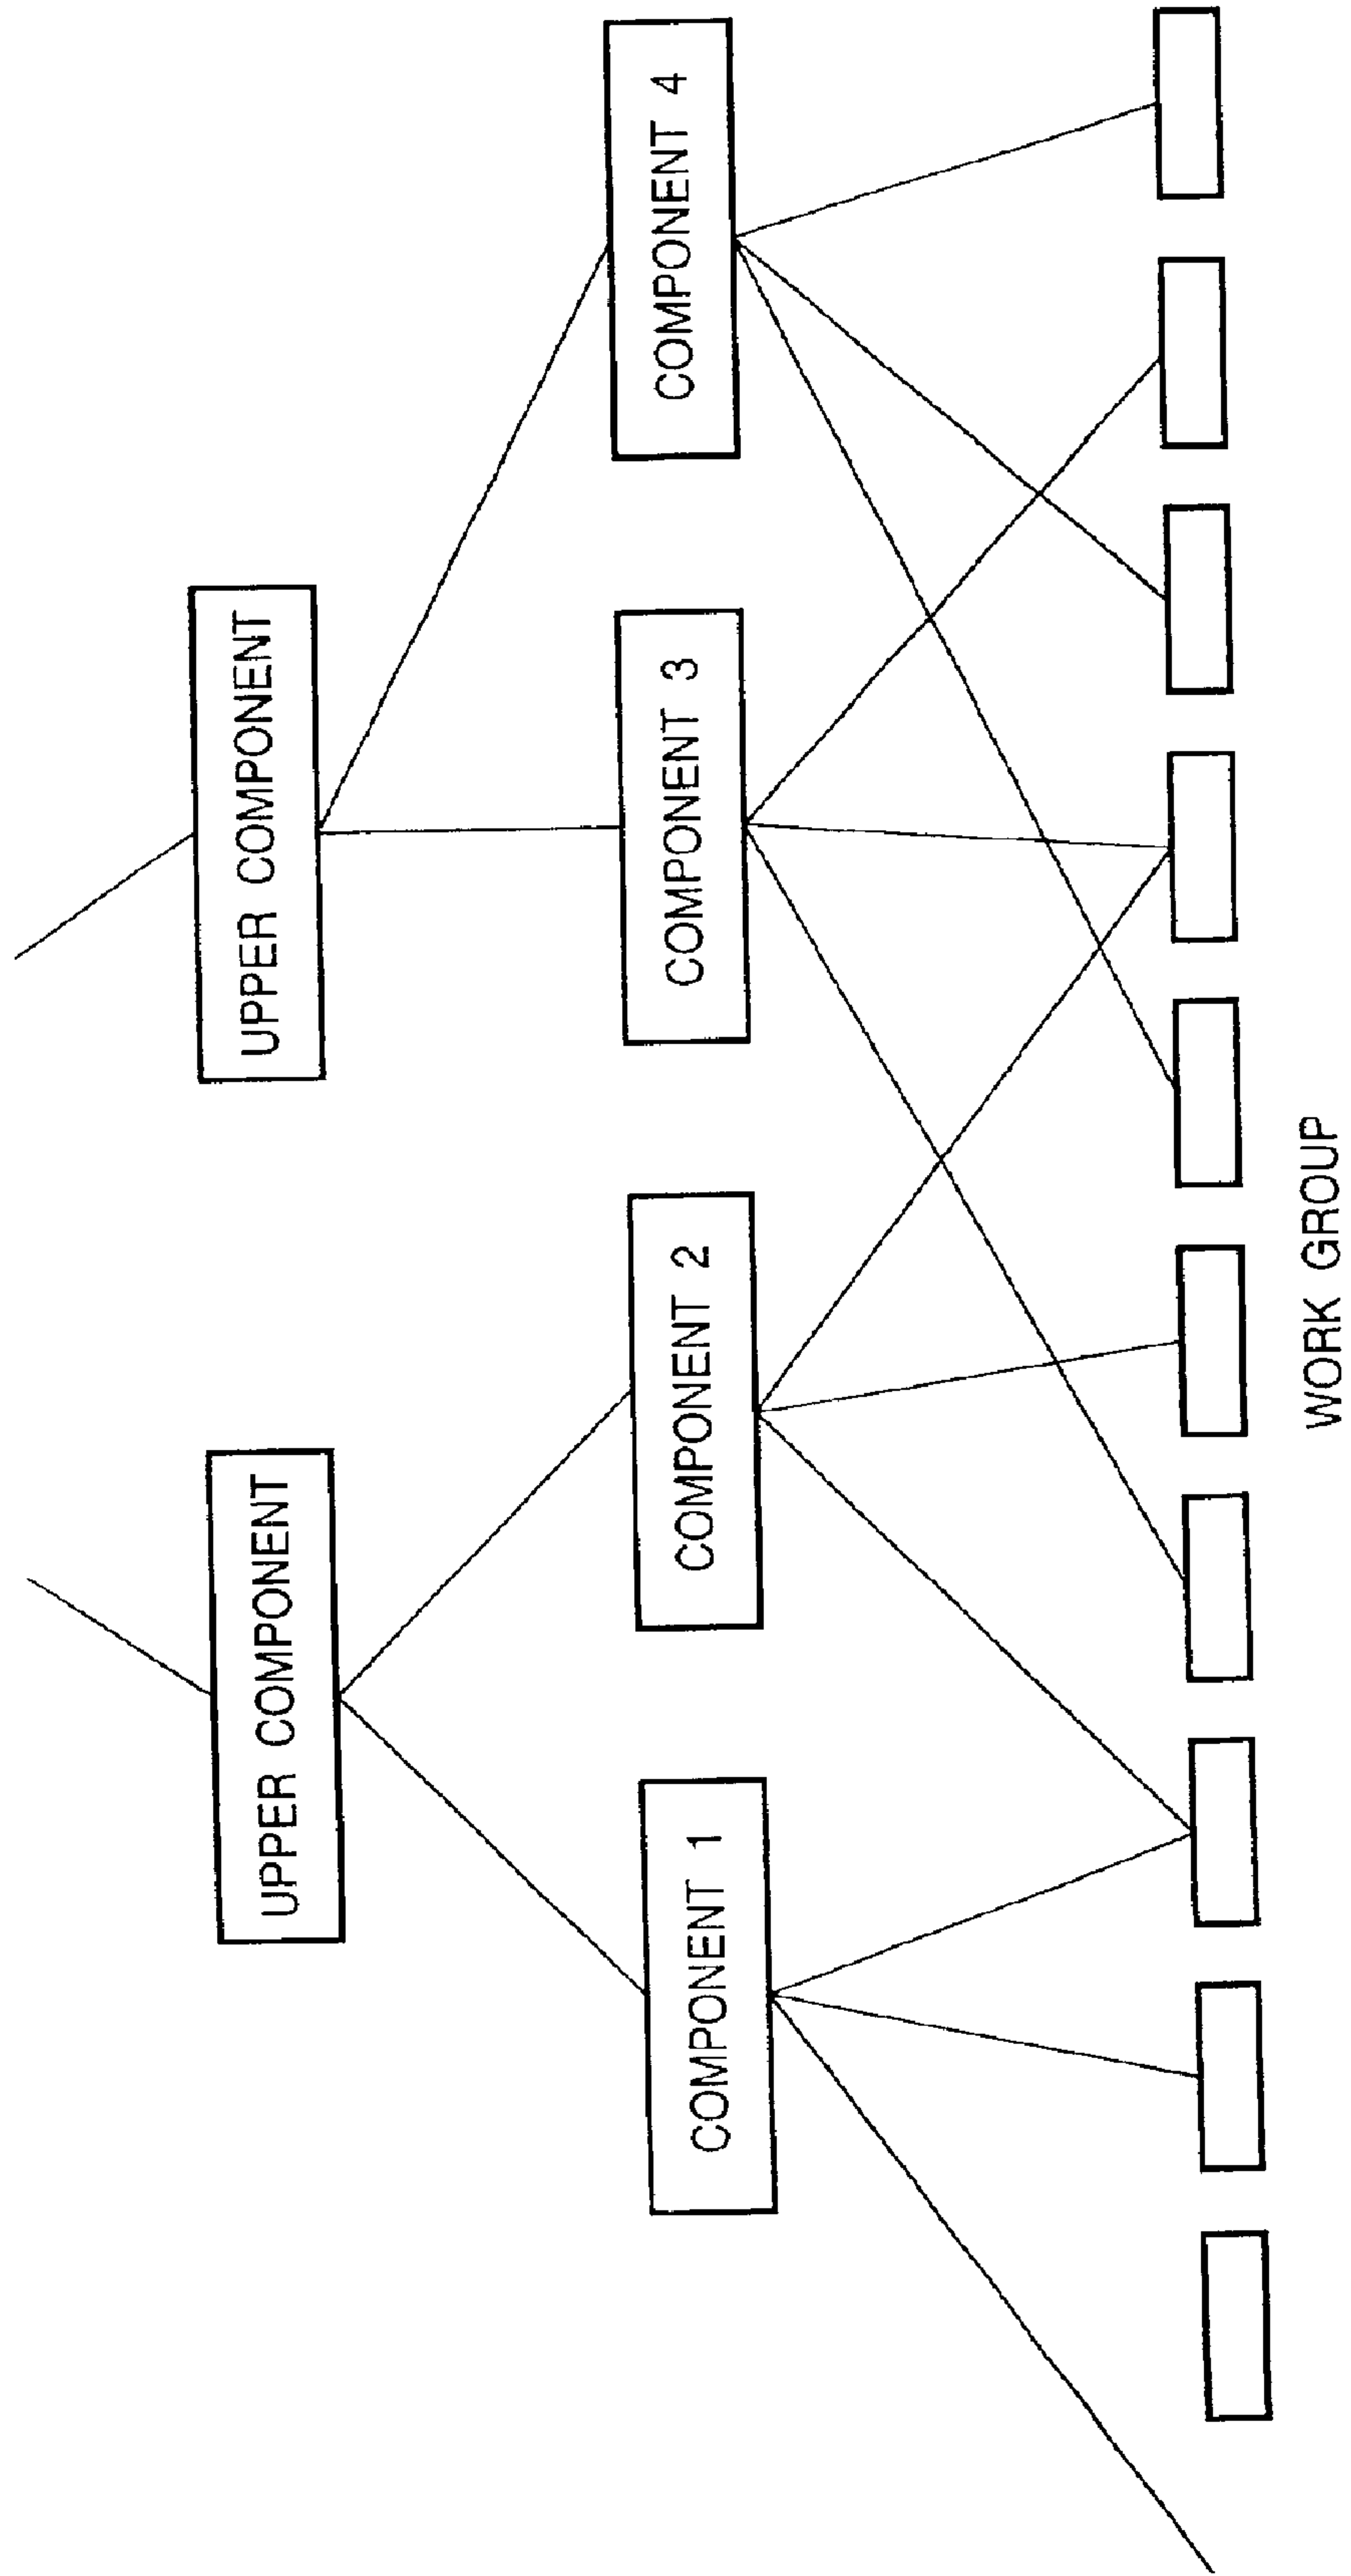 UPPER COMPONENT
UPPER COMPONENT
COMPONENT 1
COMPONENT 2
COMPONENT 3
COMPONENT 4
WORK GROUP